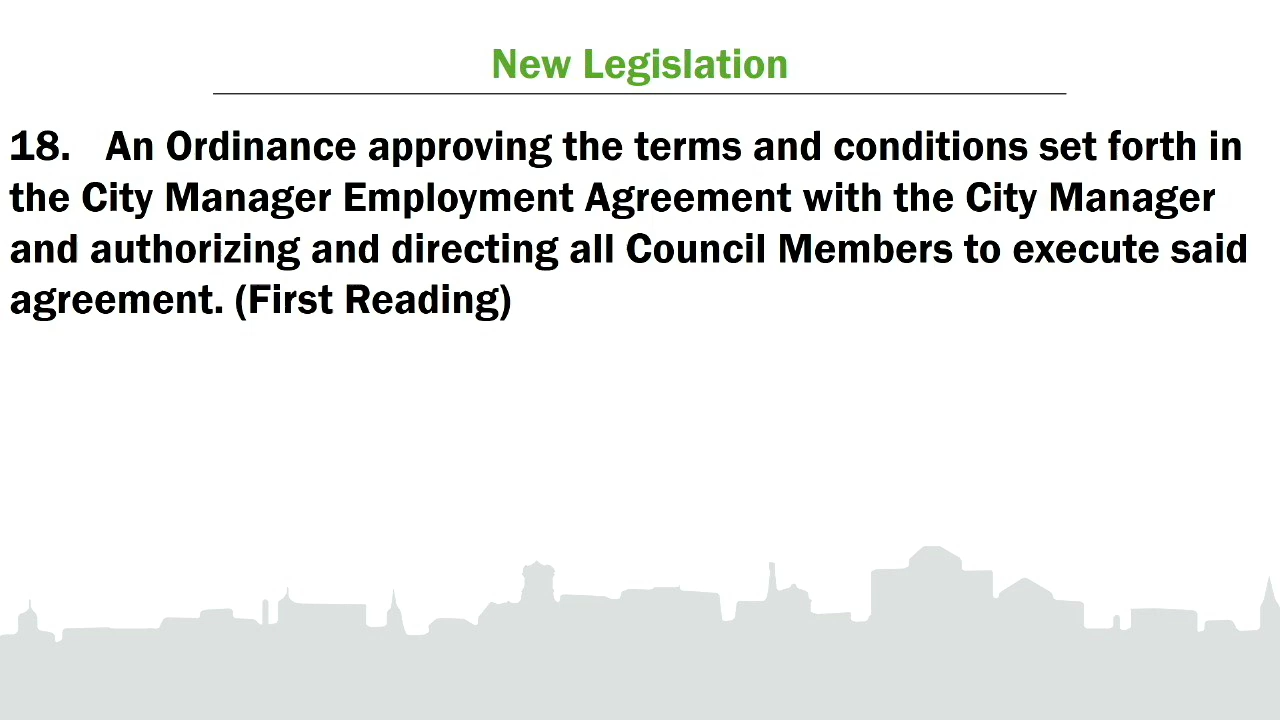 New Legislation
18. An Ordinance approving the terms and conditions set forth in
the City Manager Employment Agreement with the City Manager
and authorizing and directing all Council Members to execute said
agreement. (First Reading)